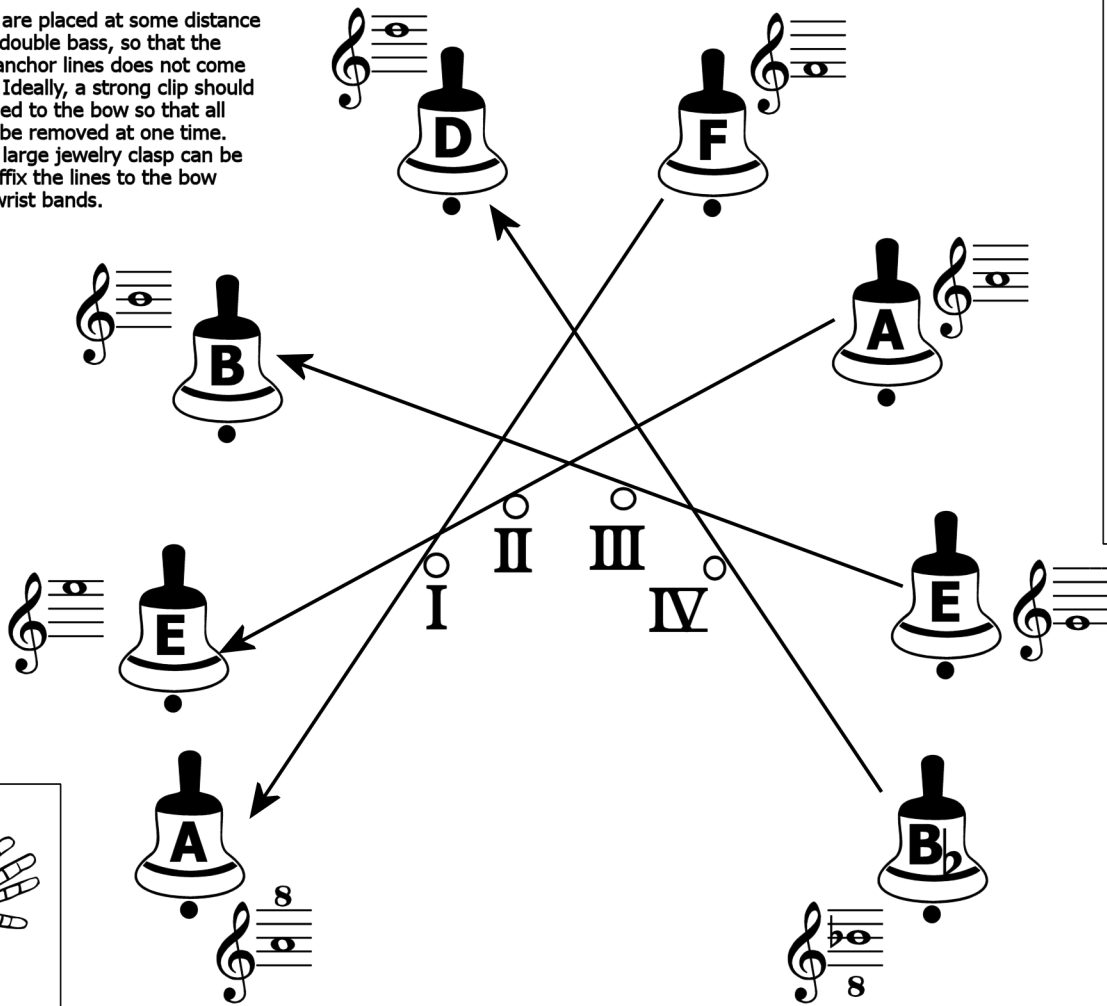 are placed at some distance
double bass, so that the
anchor lines does not come
Ideally, a strong clip should
ed to the bow so that all
be removed at one time.
large jewelry clasp can be
ffix the lines to the bow
wrist bands.
D
F
B
A
II
III
I
IV
E
E
A
B♭
8
8